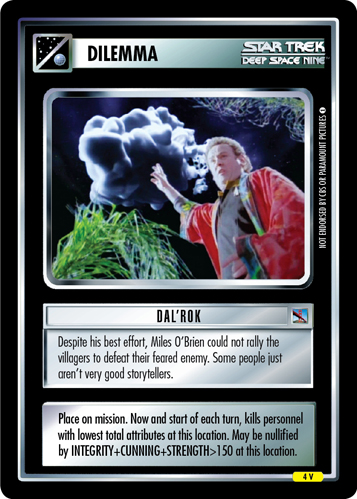 DILEMMA
STAR TREK
DEEP SPACE NINE
NOT ENDORSED BY CBS OR PARAMOUNT PICTURES
DAL'ROK
Despite his best effort, Miles O'Brien could not rally the
villagers to defeat their feared enemy. Some people just
aren't very good storytellers.
Place on mission. Now and start of each turn, kills personnel
with lowest total attributes at this location. May be nullified
by INTEGRITY+CUNNING+STRENGTH>150 at this location.
4 V